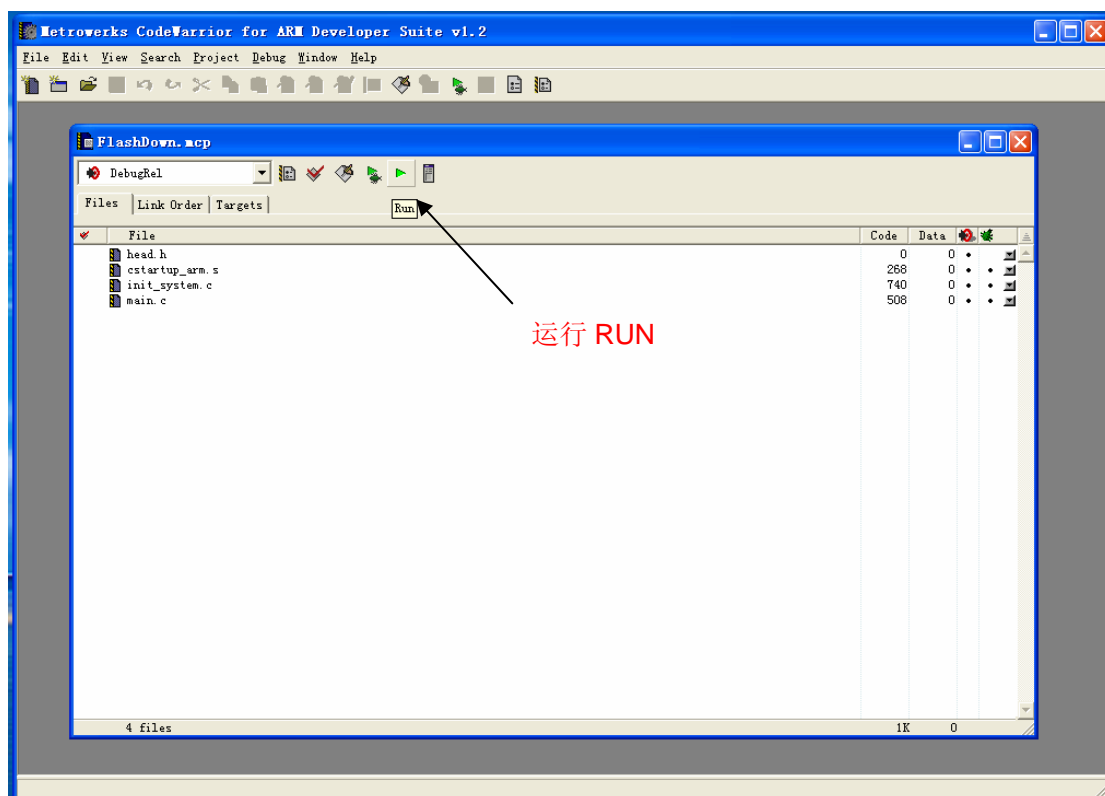 Metrowerks CodeWarrior for ARM Developer Suite v1.2
File Edit View Search Project Debug Window Help
FlashDown.mcp
DebugRel
Files Link Order Targets
Run
File Code Data
head.h 0 0
cstartup_arm.s 268 0
init_system.c 740 0
main.c 508 0
运行 RUN
4 files 1K 0